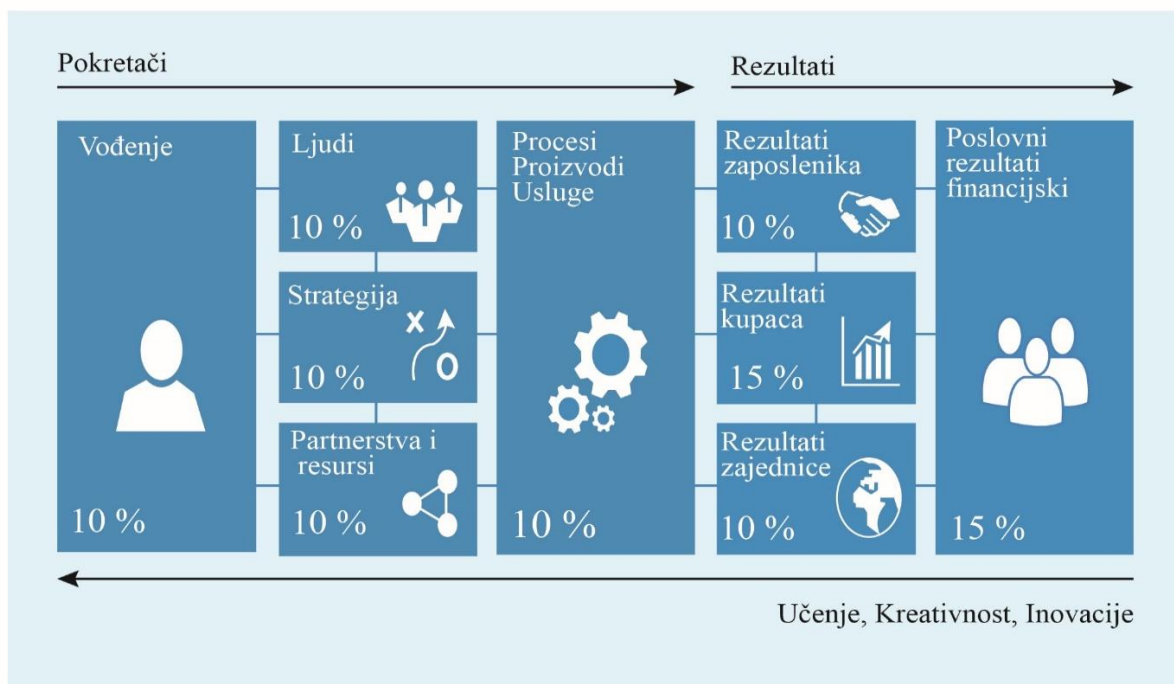 Pokretači
Rezultati
Vođenje
10 %
Ljudi
10 %
Strategija
10 %
Partnerstva i
resursi
10 %
Procesi
Proizvodi
Usluge
10 %
Rezultati
zaposlenika
10 %
Rezultati
kupaca
15 %
Rezultati
zajednice
10 %
Poslovni
rezultati
financijski
15 %
Učenje, Kreativnost, Inovacije